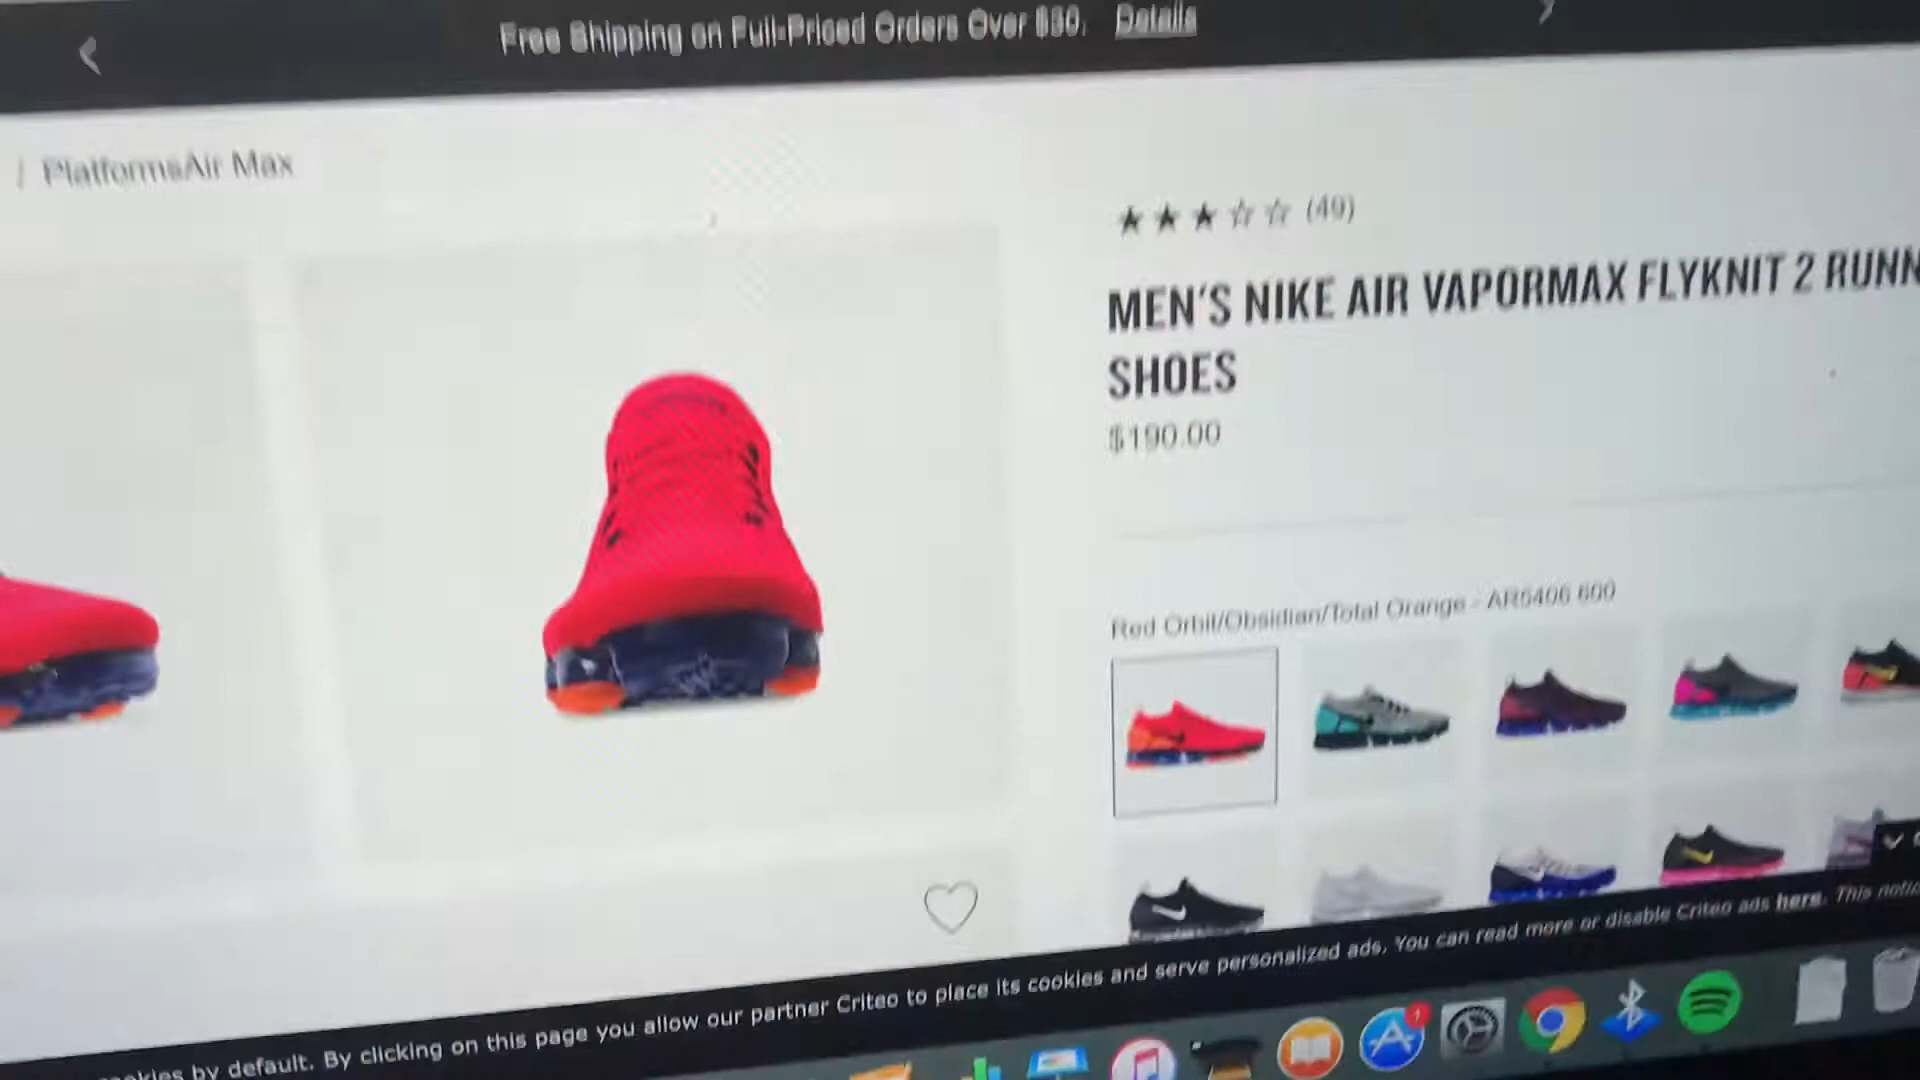 Free Shipping on Full-Priced Orders Over $50. Details
/ PlatformsAir Max
★ ★ ★ ☆ ☆ (49)
MEN'S NIKE AIR VAPORMAX FLYKNIT 2 RUNN
SHOES
$190.00
Red Orbit/Obsidian/Total Orange - AR5406 600
ookies by default. By clicking on this page you allow our partner Criteo to place its cookies and serve personalized ads. You can read more or disable Criteo ads here. This notic
1